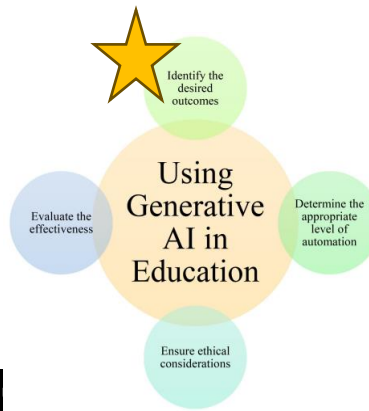 Identify the
desired
outcomes
Using
Generative
AI in
Education
Evaluate the
effectiveness
Determine the
appropriate
level of
automation
Ensure ethical
considerations